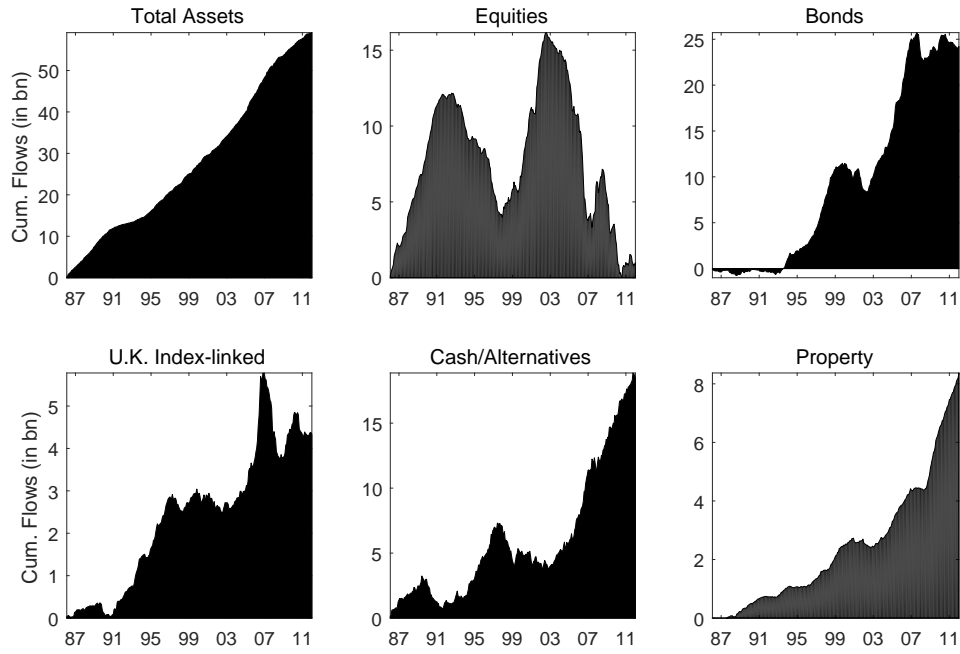 Total Assets
Equities
Bonds
Cum. Flows (in bn)
50
40
30
20
10
0
87 91 95 99 03 07 11
15
10
5
0
87 91 95 99 03 07 11
25
20
15
10
5
0
87 91 95 99 03 07 11
U.K. Index-linked
Cash/Alternatives
Property
Cum. Flows (in bn)
5
4
3
2
1
0
87 91 95 99 03 07 11
15
10
5
0
87 91 95 99 03 07 11
8
6
4
2
0
87 91 95 99 03 07 11